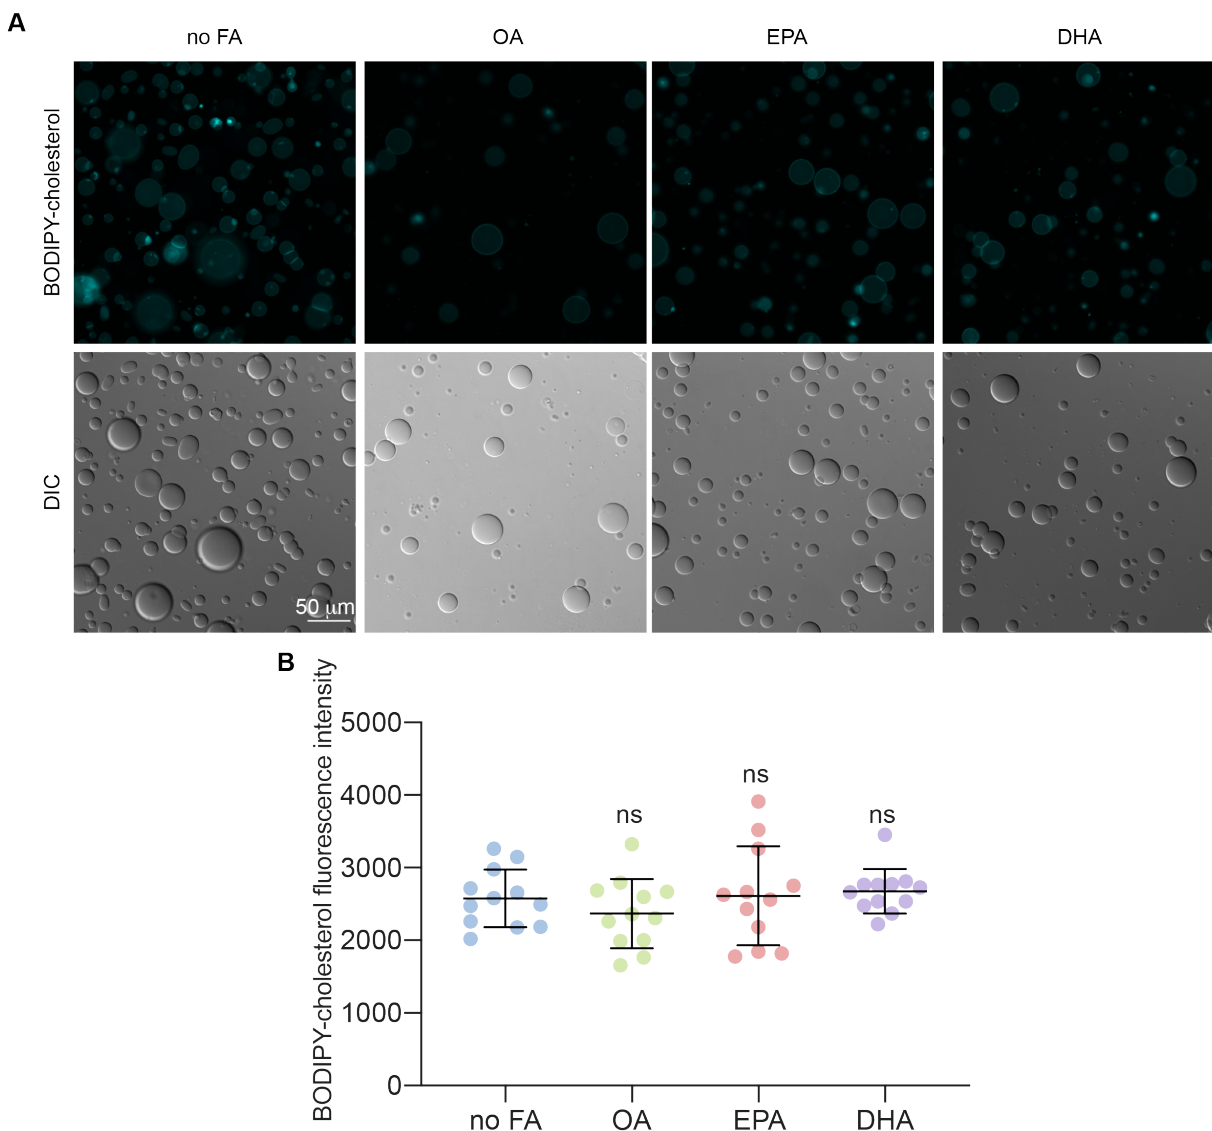 A
no FA OA EPA DHA
BODIPY-cholesterol
DIC
50 μm
B
BODIPY-cholesterol fluorescence intensity
5000
4000
3000
2000
1000
0
ns
ns
ns
no FA OA EPA DHA